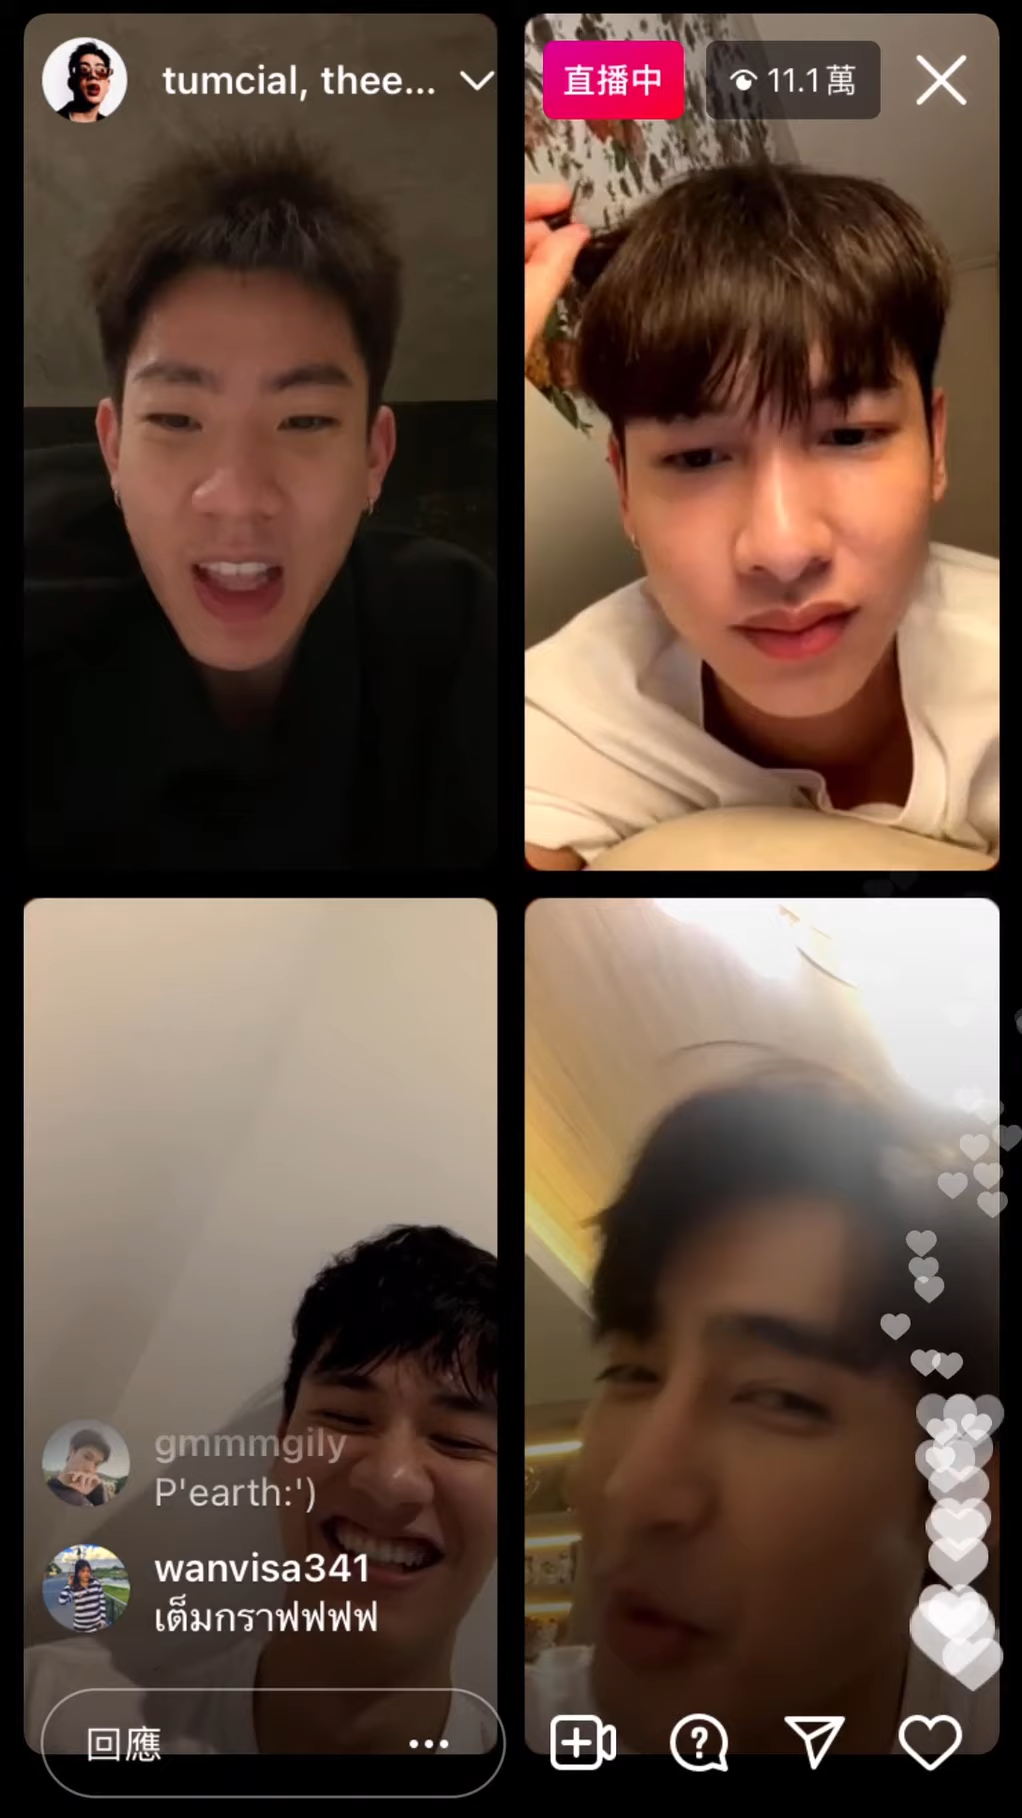 tumcial, thee...
直播中
11.1萬
gmmmgily
P'earth:')
wanvisa341
เต็มกราฟฟฟฟ
回應